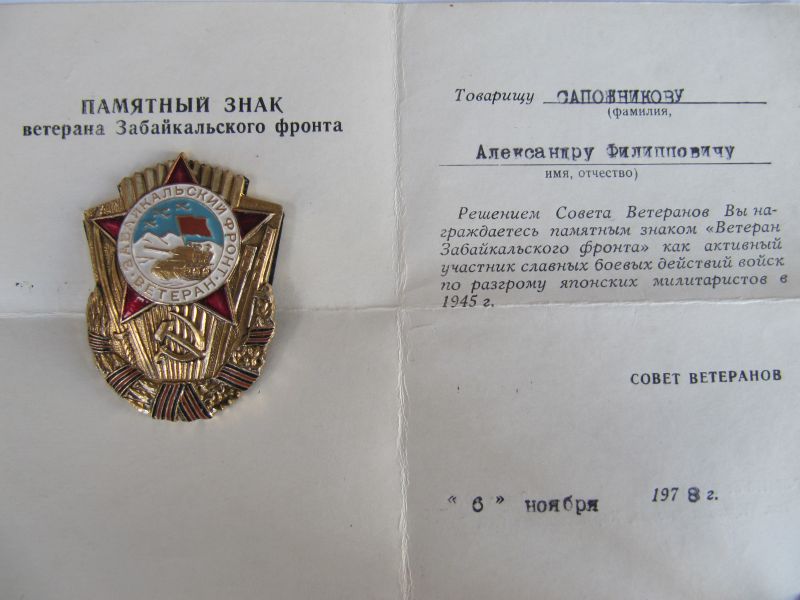 ПАМЯТНЫЙ ЗНАК
ветерана Забайкальского фронта
ЗАБАЙКАЛЬСКИЙ ФРОНТ
ВЕТЕРАН
Товарищу САПОЖНИКОВУ
(фамилия,
Александру Филипповичу
имя, отчество)
Решением Совета Ветеранов Вы на-
граждаетесь памятным знаком «Ветеран
Забайкальского фронта» как активный
участник славных боевых действий войск
по разгрому японских милитаристов в
1945 г.
СОВЕТ ВЕТЕРАНОВ
"6" ноября 1978 г.